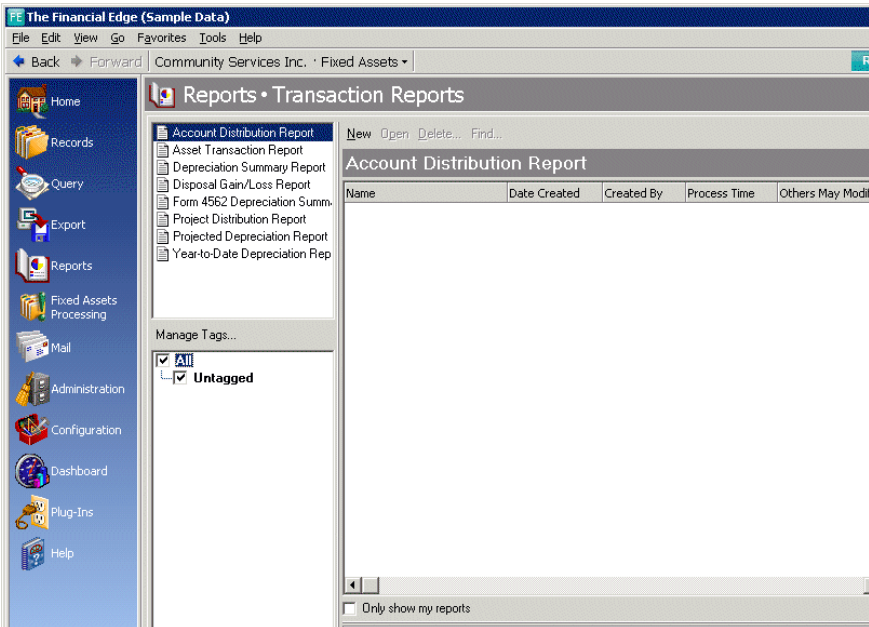 FE The Financial Edge (Sample Data)
File Edit View Go Favorites Tools Help
Back Forward Community Services Inc. · Fixed Assets
Home
Records
Query
Export
Reports
Fixed Assets
Processing
Mail
Administration
Configuration
Dashboard
Plug-Ins
Help
Reports • Transaction Reports
Account Distribution Report
Asset Transaction Report
Depreciation Summary Report
Disposal Gain/Loss Report
Form 4562 Depreciation Summ
Project Distribution Report
Projected Depreciation Report
Year-to-Date Depreciation Rep
Manage Tags...
All
Untagged
New Open Delete... Find...
Account Distribution Report
Name Date Created Created By Process Time Others May Modif
Only show my reports